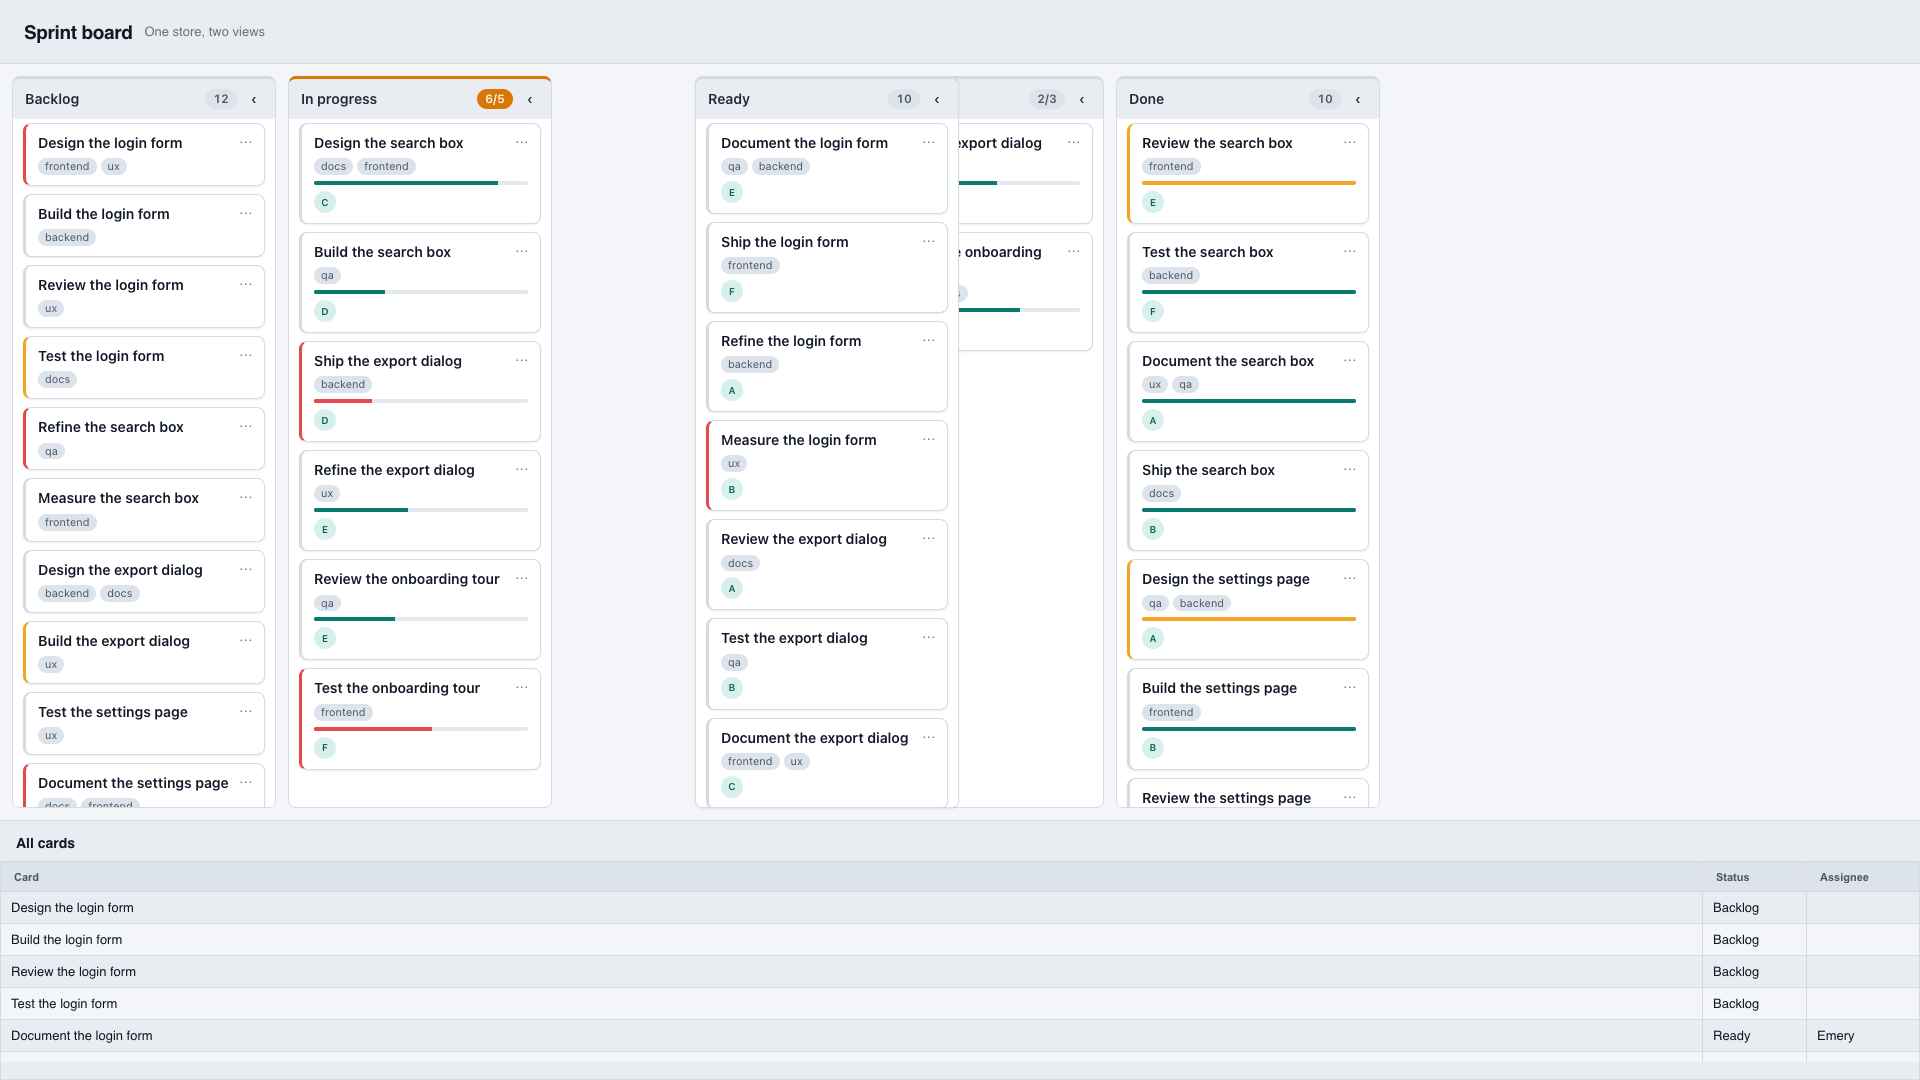 Sprint board
One store, two views
Backlog
12
Design the login form
frontend
ux
Build the login form
backend
Review the login form
ux
Test the login form
docs
Refine the search box
qa
Measure the search box
frontend
Design the export dialog
backend
docs
Build the export dialog
ux
Test the settings page
ux
Document the settings page
docs
frontend
In progress
6/5
Design the search box
docs
frontend
C
Build the search box
qa
D
Ship the export dialog
backend
D
Refine the export dialog
ux
E
Review the onboarding tour
qa
E
Test the onboarding tour
frontend
F
Ready
10
Document the login form
qa
backend
E
Ship the login form
frontend
F
Refine the login form
backend
A
Measure the login form
ux
B
Review the export dialog
docs
A
Test the export dialog
qa
B
Document the export dialog
frontend
ux
C
2/3
export dialog
onboarding
Done
10
Review the search box
frontend
E
Test the search box
backend
F
Document the search box
ux
qa
A
Ship the search box
docs
B
Design the settings page
qa
backend
A
Build the settings page
frontend
B
Review the settings page
All cards
Card
Status
Assignee
Design the login form
Backlog
Build the login form
Backlog
Review the login form
Backlog
Test the login form
Backlog
Document the login form
Ready
Emery